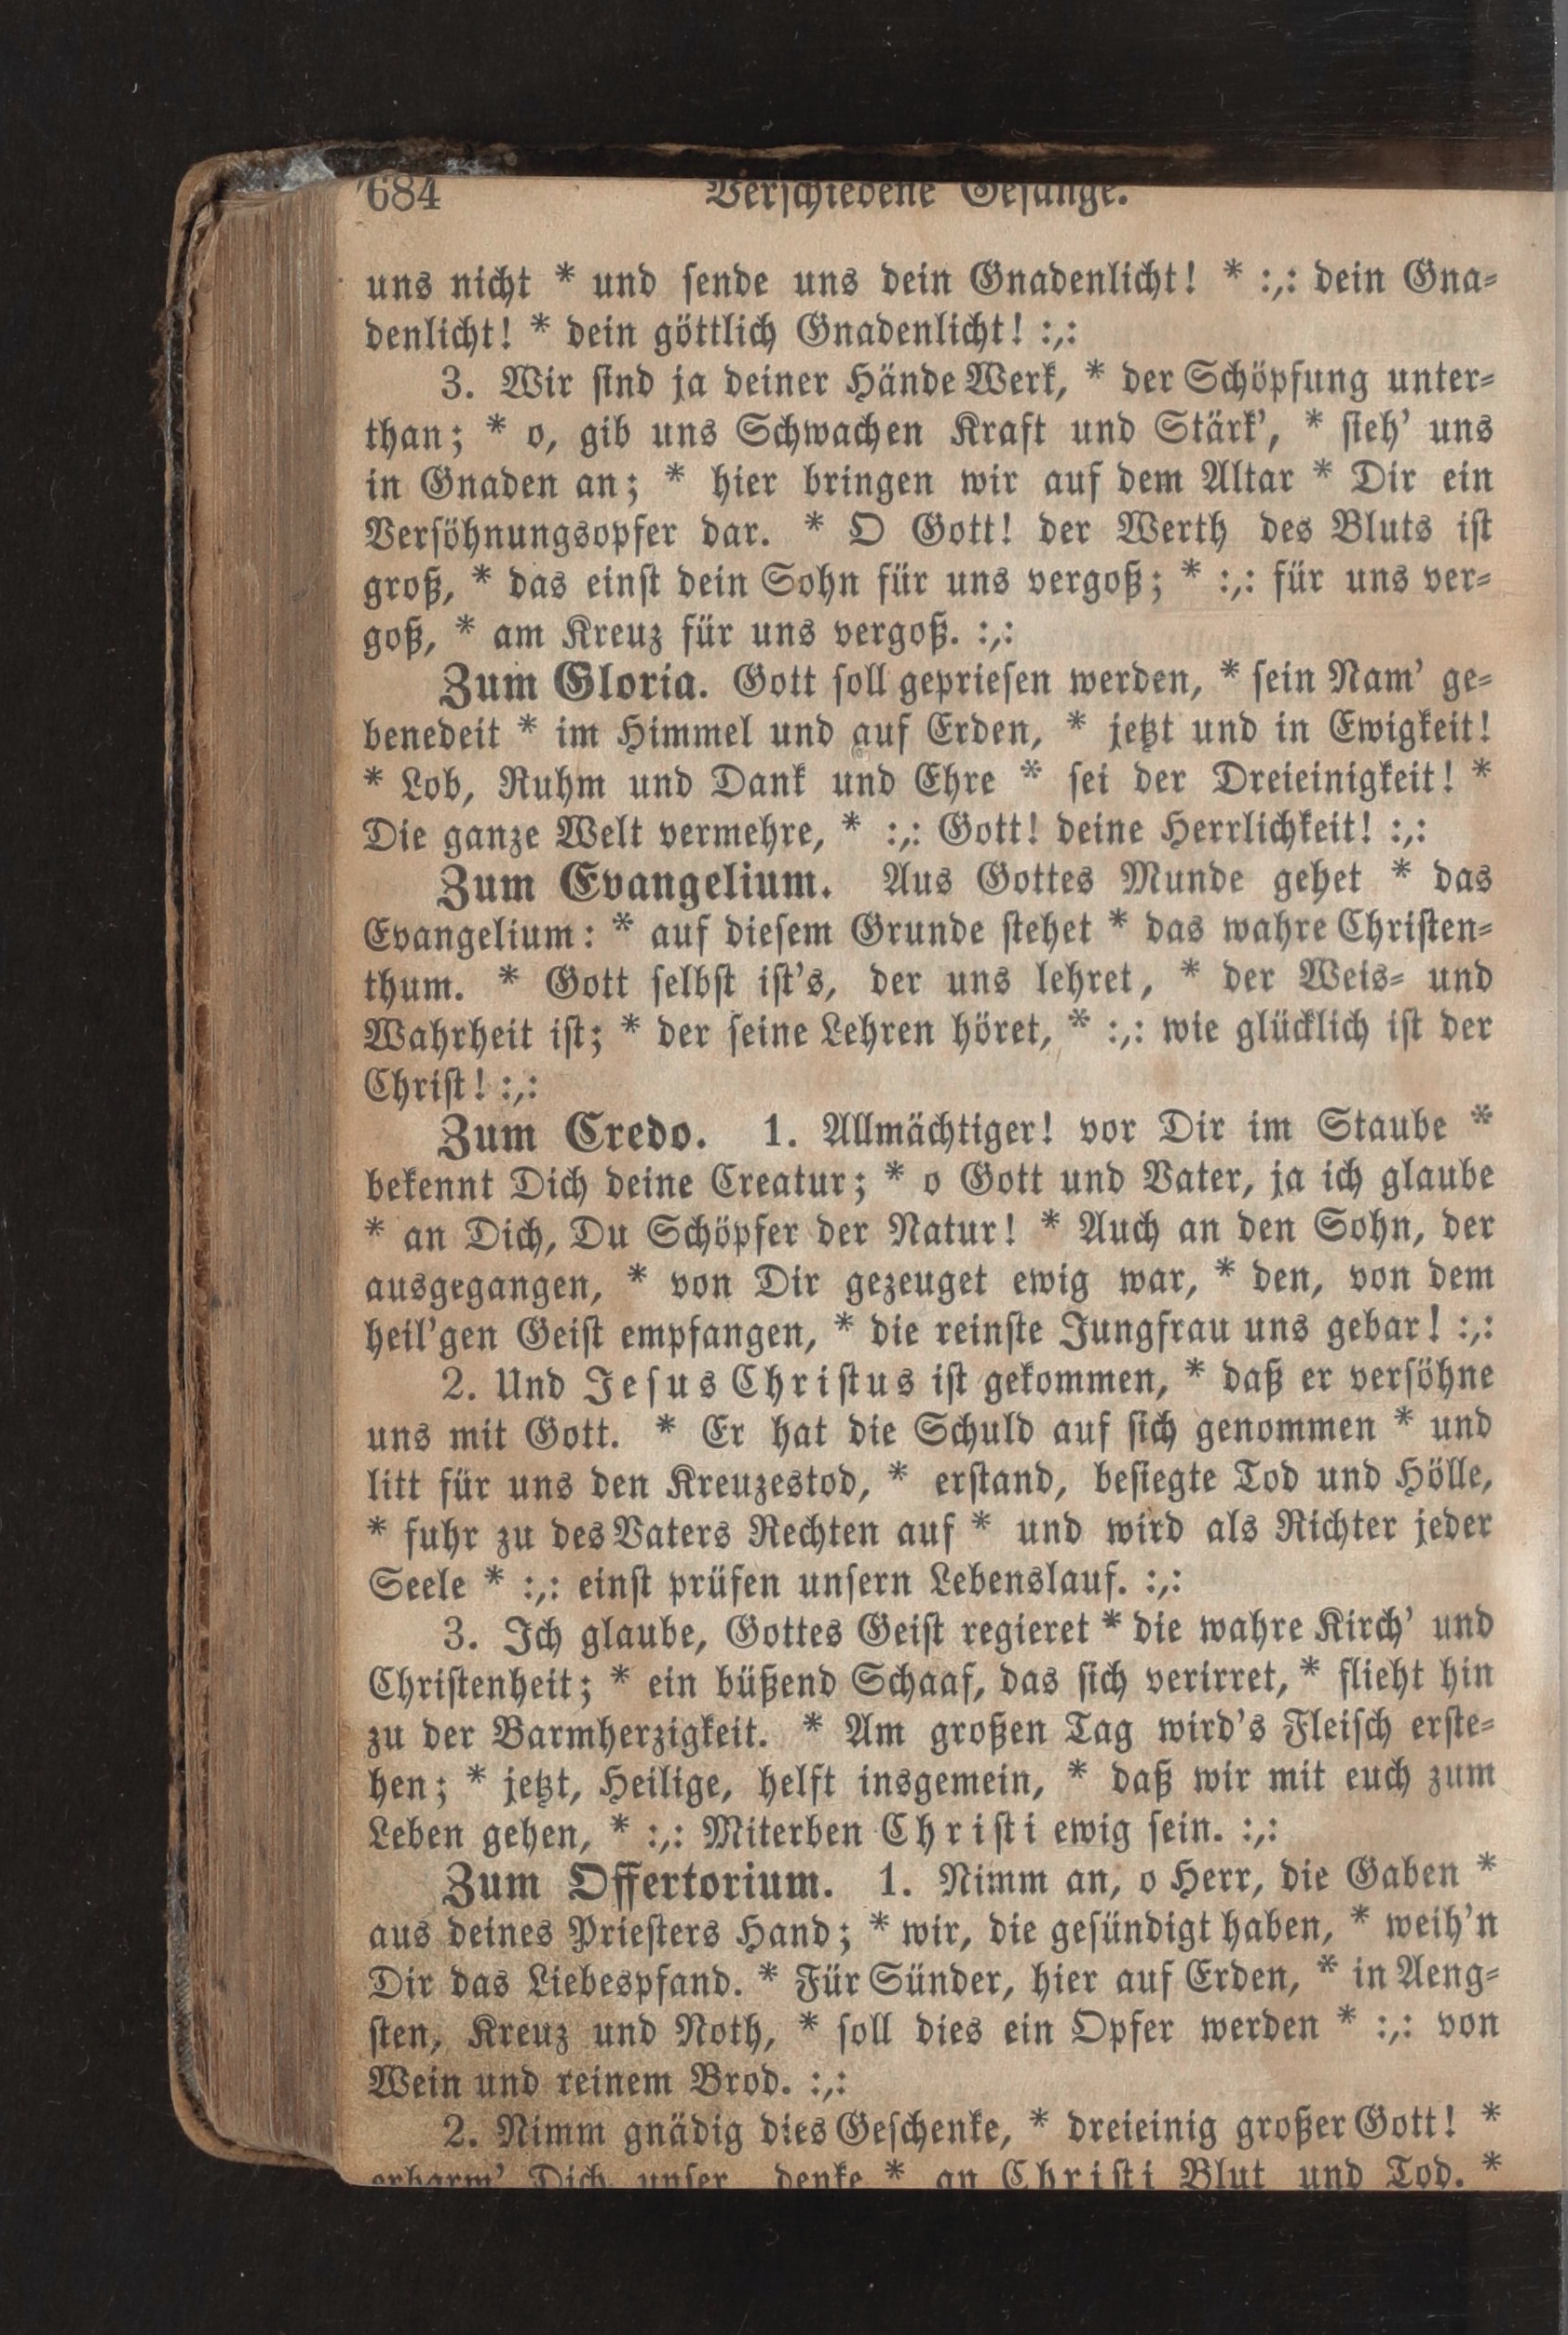 684 Verschiedene Gesänge.
uns nicht * und sende uns dein Gnadenlicht! * :,: dein Gna-
denlicht! * dein göttlich Gnadenlicht! :,:
3. Wir sind ja deiner Hände Werk, * der Schöpfung unter-
than; * o, gib uns Schwachen Kraft und Stärk', * steh' uns
in Gnaden an; * hier bringen wir auf dem Altar * Dir ein
Versöhnungsopfer dar. * O Gott! der Werth des Bluts ist
groß, * das einst dein Sohn für uns vergoß; * :,: für uns ver-
goß, * am Kreuz für uns vergoß. :,:
Zum Gloria. Gott soll gepriesen werden, * sein Nam' ge-
benedeit * im Himmel und auf Erden, * jetzt und in Ewigkeit!
* Lob, Ruhm und Dank und Ehre * sei der Dreieinigkeit! *
Die ganze Welt vermehre, * :,: Gott! deine Herrlichkeit! :,:
Zum Evangelium. Aus Gottes Munde gehet * das
Evangelium: * auf diesem Grunde stehet * das wahre Christen-
thum. * Gott selbst ist's, der uns lehret, * der Weis- und
Wahrheit ist; * der seine Lehren höret, * :,: wie glücklich ist der
Christ! :,:
Zum Credo. 1. Allmächtiger! vor Dir im Staube *
bekennt Dich deine Creatur; * o Gott und Vater, ja ich glaube
* an Dich, Du Schöpfer der Natur! * Auch an den Sohn, der
ausgegangen, * von Dir gezeuget ewig war, * den, von dem
heil'gen Geist empfangen, * die reinste Jungfrau uns gebar! :,:
2. Und Jesus Christus ist gekommen, * daß er versöhne
uns mit Gott. * Er hat die Schuld auf sich genommen * und
litt für uns den Kreuzestod, * erstand, besiegte Tod und Hölle,
* fuhr zu des Vaters Rechten auf * und wird als Richter jeder
Seele * :,: einst prüfen unsern Lebenslauf. :,:
3. Ich glaube, Gottes Geist regieret * die wahre Kirch' und
Christenheit; * ein büßend Schaaf, das sich verirret, * flieht hin
zu der Barmherzigkeit. * Am großen Tag wird's Fleisch erste-
hen; * jetzt, Heilige, helft insgemein, * daß wir mit euch zum
Leben gehen, * :,: Miterben Christi ewig sein. :,:
Zum Offertorium. 1. Nimm an, o Herr, die Gaben *
aus deines Priesters Hand; * wir, die gesündigt haben, * weih'n
Dir das Liebespfand. * Für Sünder, hier auf Erden, * in Aeng-
sten, Kreuz und Noth, * soll dies ein Opfer werden * :,: von
Wein und reinem Brod. :,:
2. Nimm gnädig dies Geschenke, * dreieinig großer Gott! *
erbarm' Dich unser, denke * an Christi Blut und Tod. *